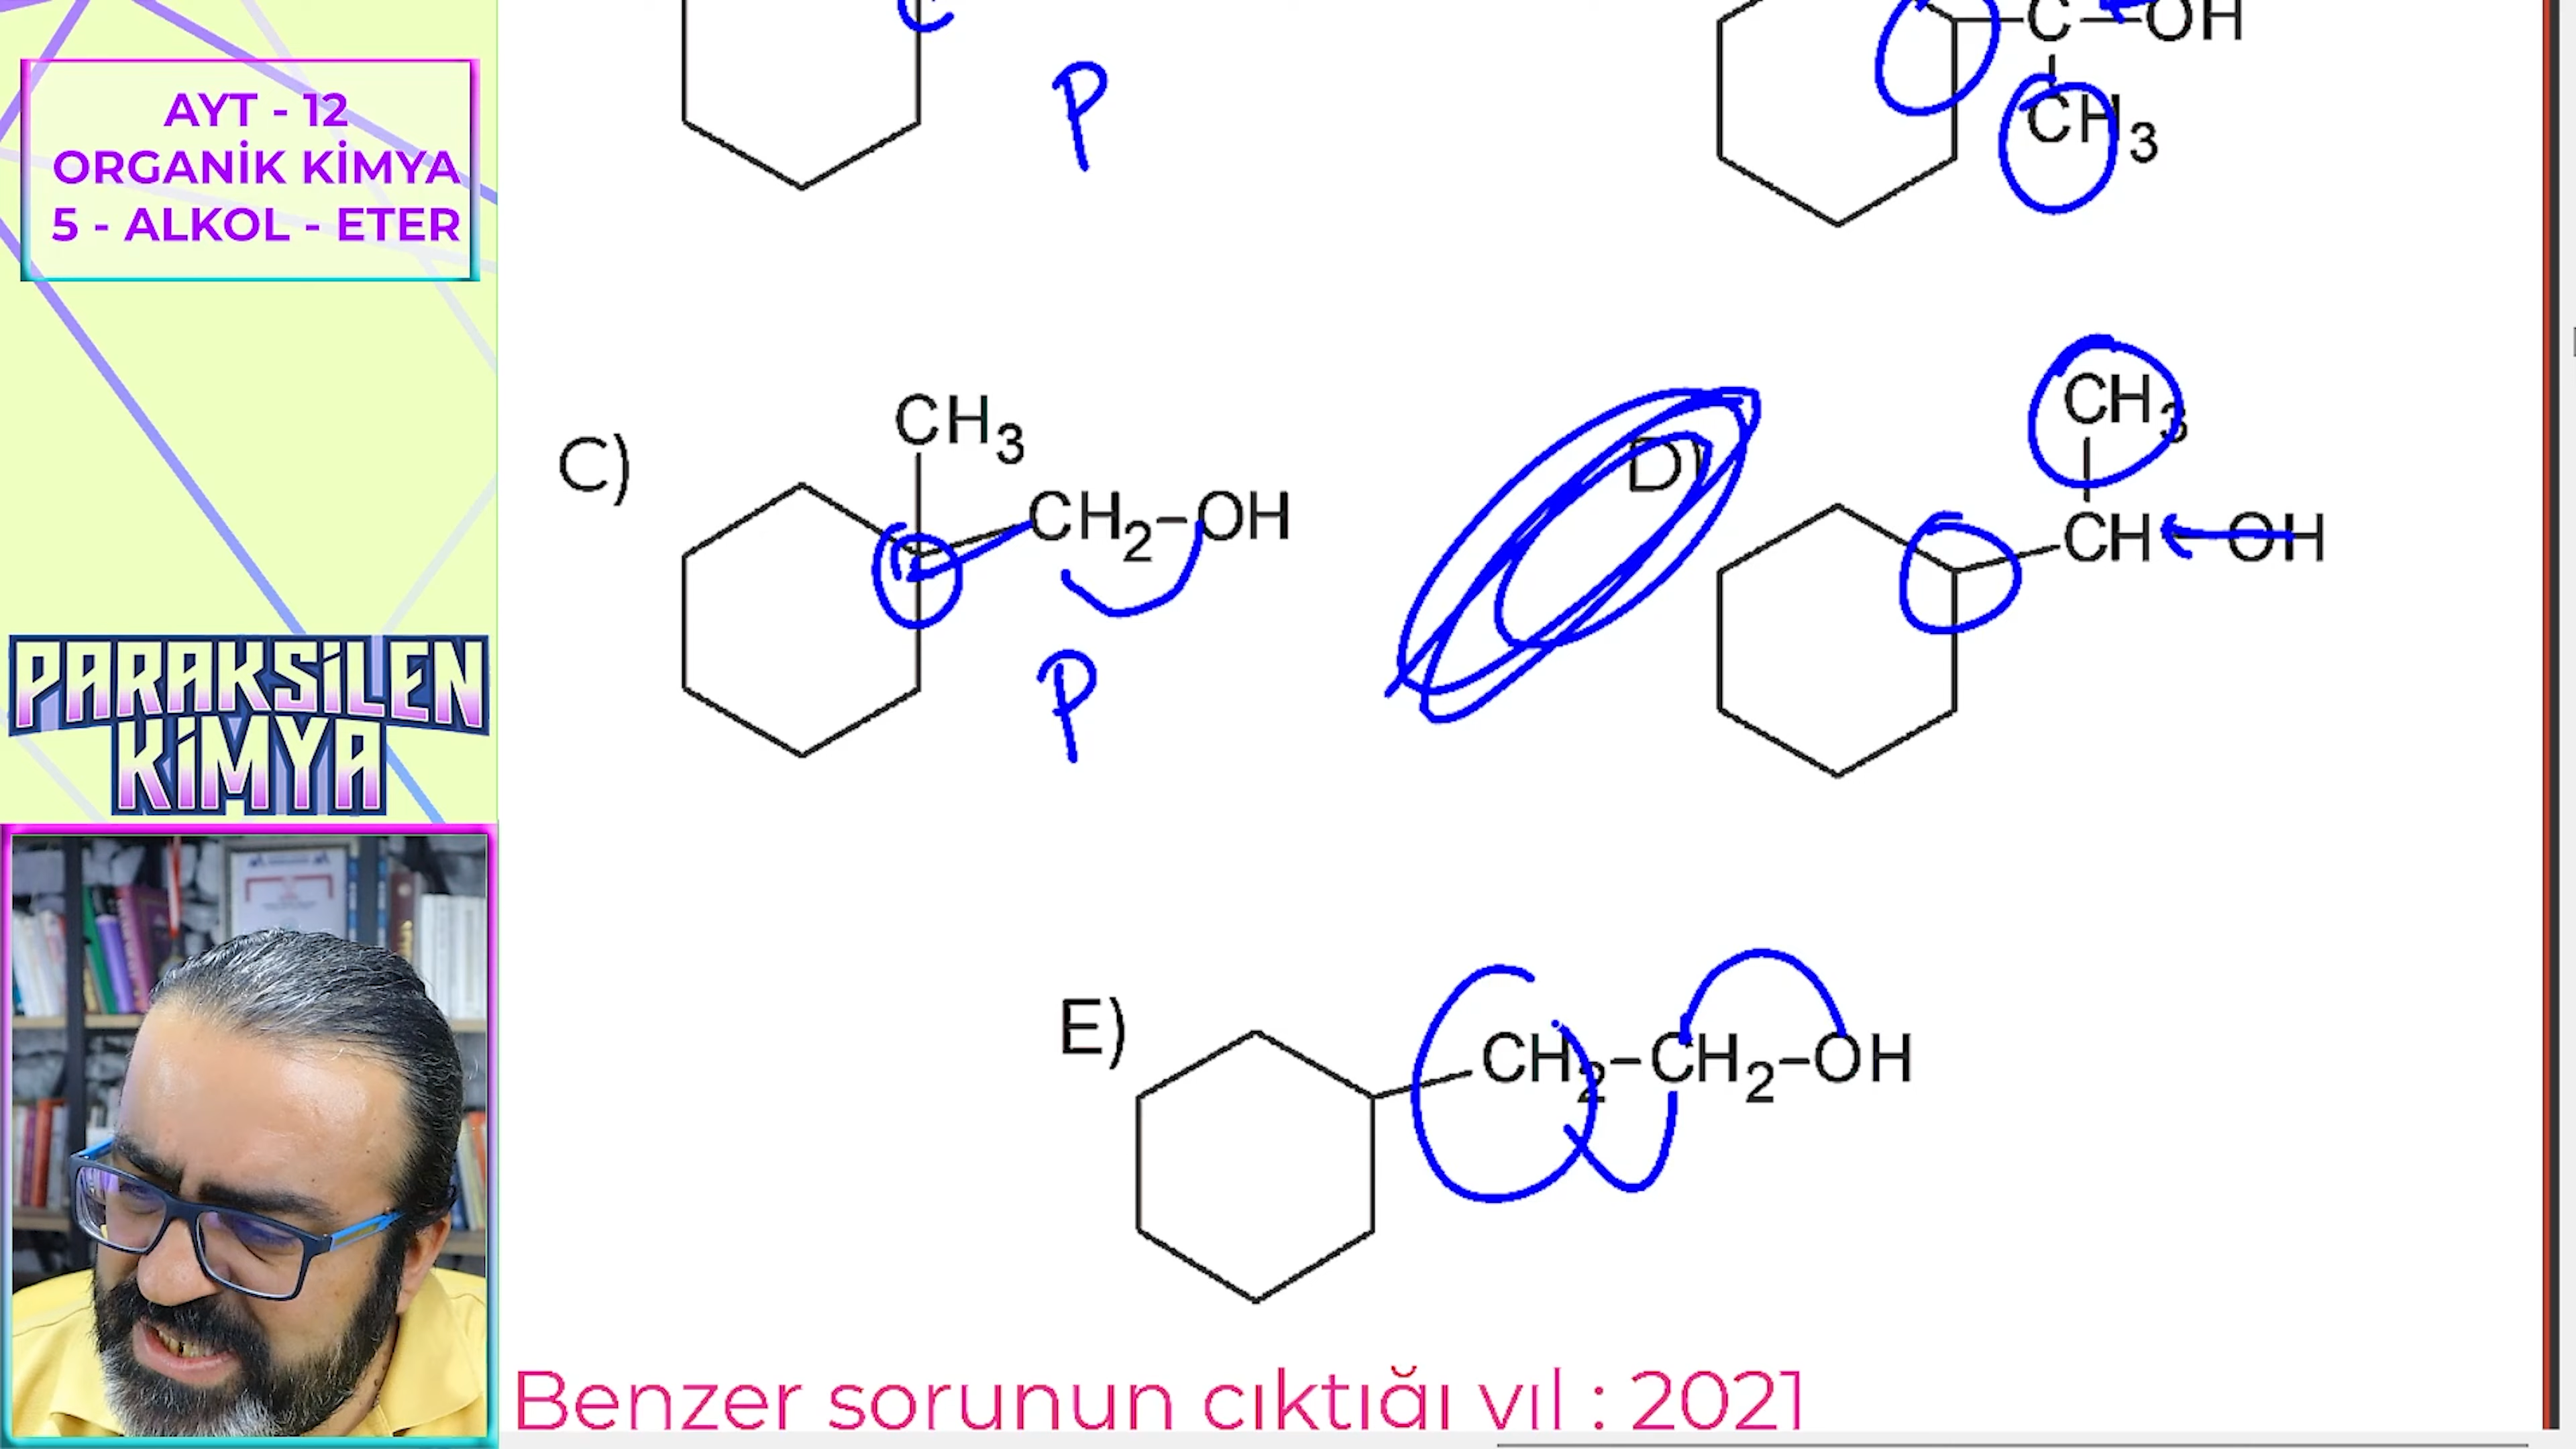 AYT - 12
ORGANİK KİMYA
5 - ALKOL - ETER
PARAKSİLEN
KİMYA
C
P
C-OH
CH3
C)
CH3
CH2-OH
P
D)
CH3
CH-OH
E)
CH2-CH2-OH
Benzer sorunun çıktığı yıl : 2021